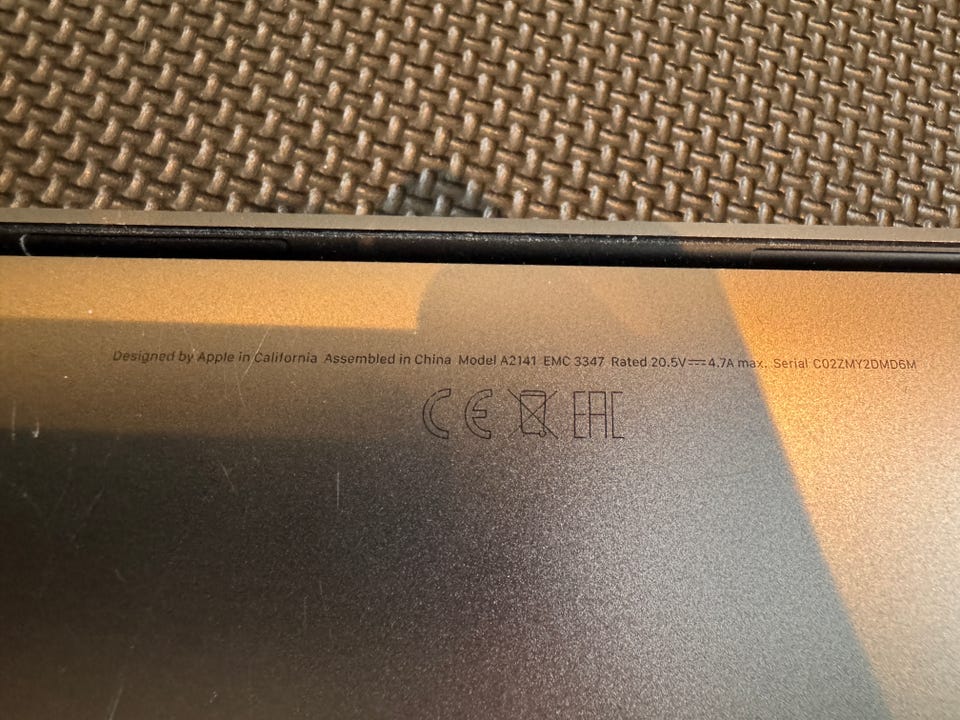 Designed by Apple in California Assembled in China Model A2141 EMC 3347 Rated 20.5V⎓4.7A max. Serial C02ZMY2DMD6M
CE EAC